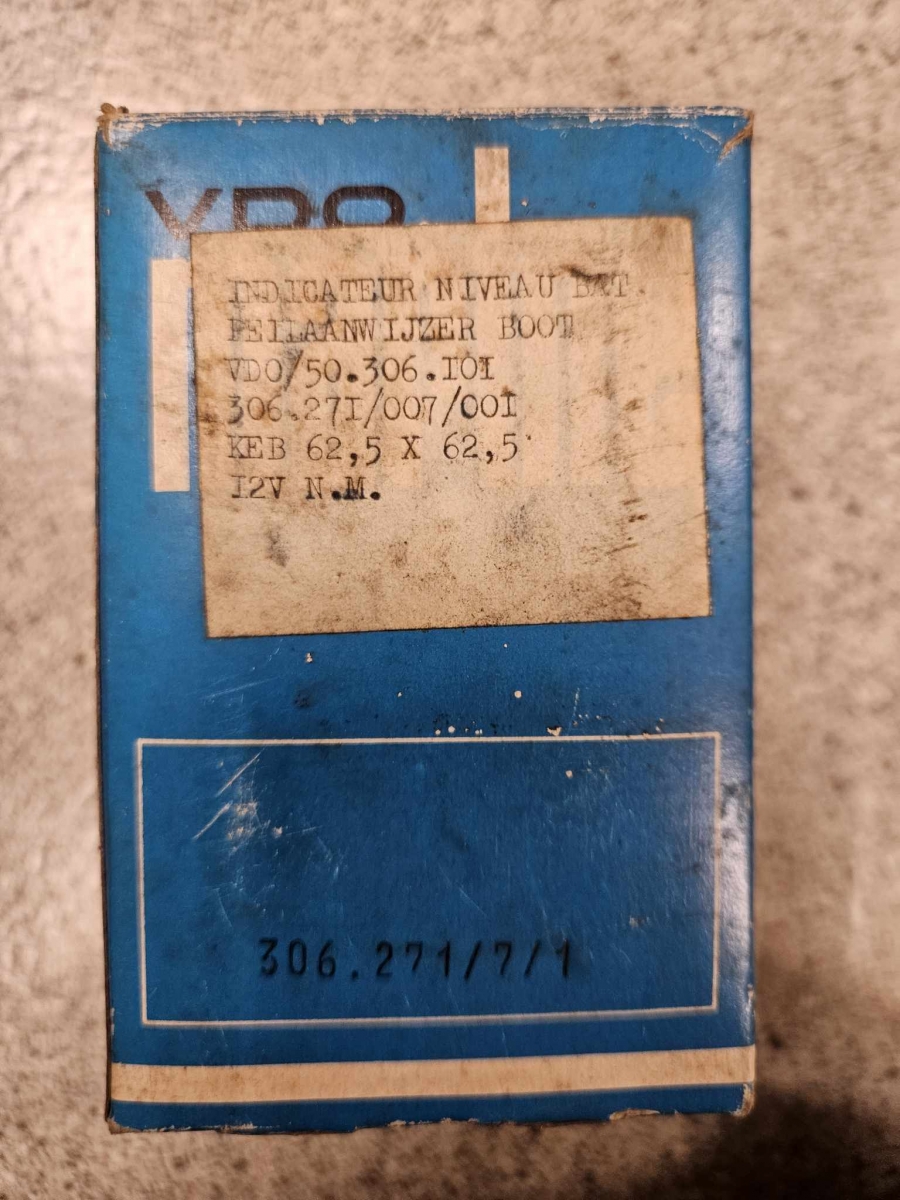 VDO
INDICATEUR NIVEAU BAT.
PEILAANWIJZER BOOT
VDO/50.306.I0I
306.27I/007/00I
KEB 62,5 X 62,5
I2V N.M.
306.271/7/1